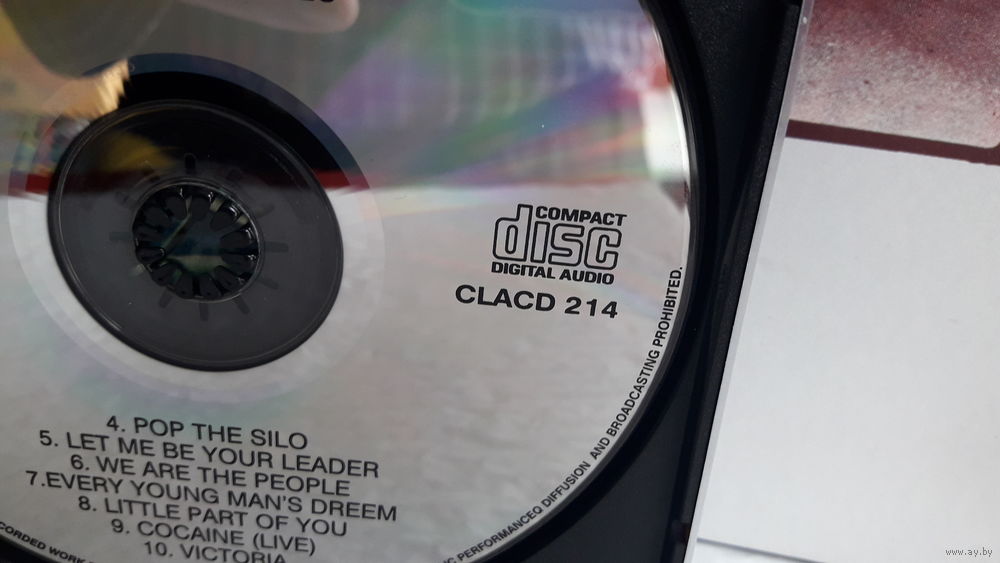 COMPACT
disc
DIGITAL AUDIO
CLACD 214
4. POP THE SILO
5. LET ME BE YOUR LEADER
6. WE ARE THE PEOPLE
7.EVERY YOUNG MAN'S DREEM
8. LITTLE PART OF YOU
9. COCAINE (LIVE)
10. VICTORIA
PERFORMANCEQ DIFFUSION AND BROADCASTING PROHIBITED.
www.ay.by